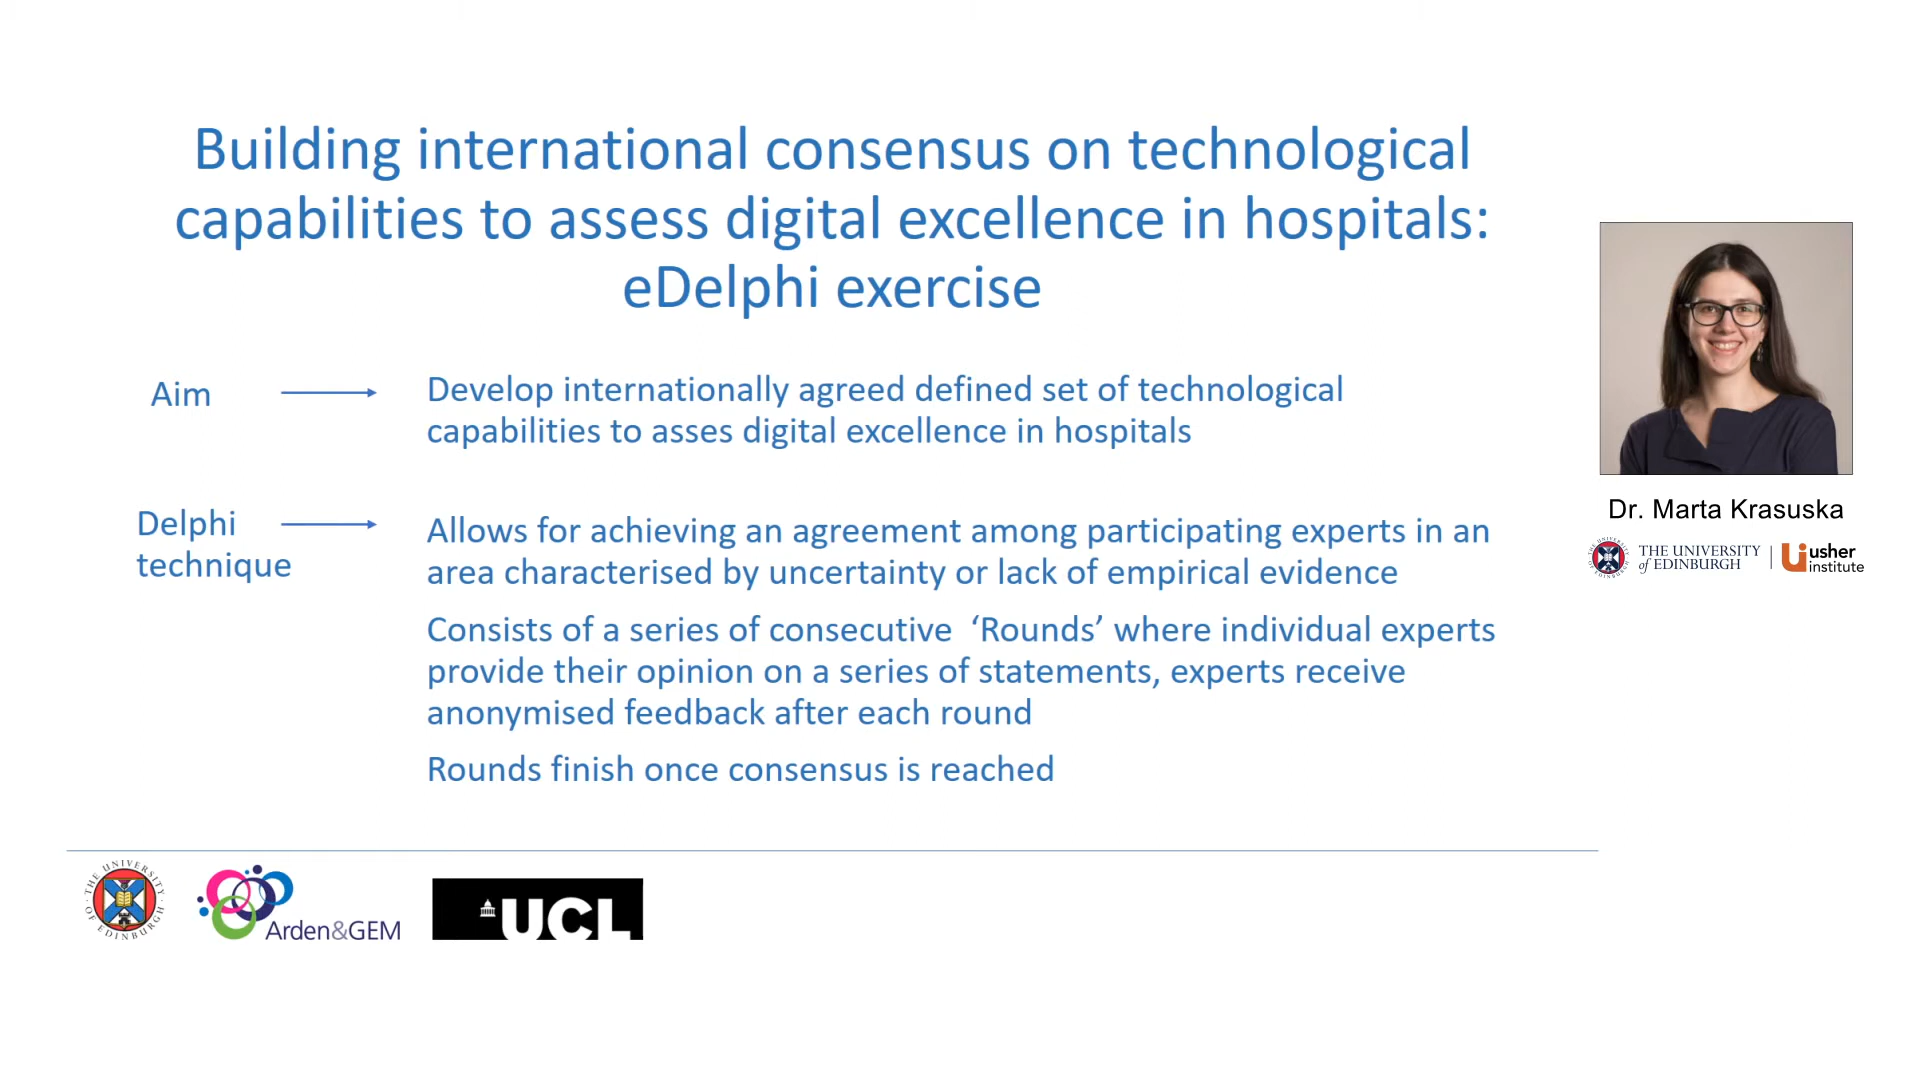 Building international consensus on technological
capabilities to assess digital excellence in hospitals:
eDelphi exercise
Aim
Develop internationally agreed defined set of technological
capabilities to asses digital excellence in hospitals
Delphi
technique
Allows for achieving an agreement among participating experts in an
area characterised by uncertainty or lack of empirical evidence
Consists of a series of consecutive ‘Rounds’ where individual experts
provide their opinion on a series of statements, experts receive
anonymised feedback after each round
Rounds finish once consensus is reached
Dr. Marta Krasuska
THE UNIVERSITY
of EDINBURGH
usher
institute
THE UNIVERSITY
OF EDINBURGH
Arden&GEM
UCL